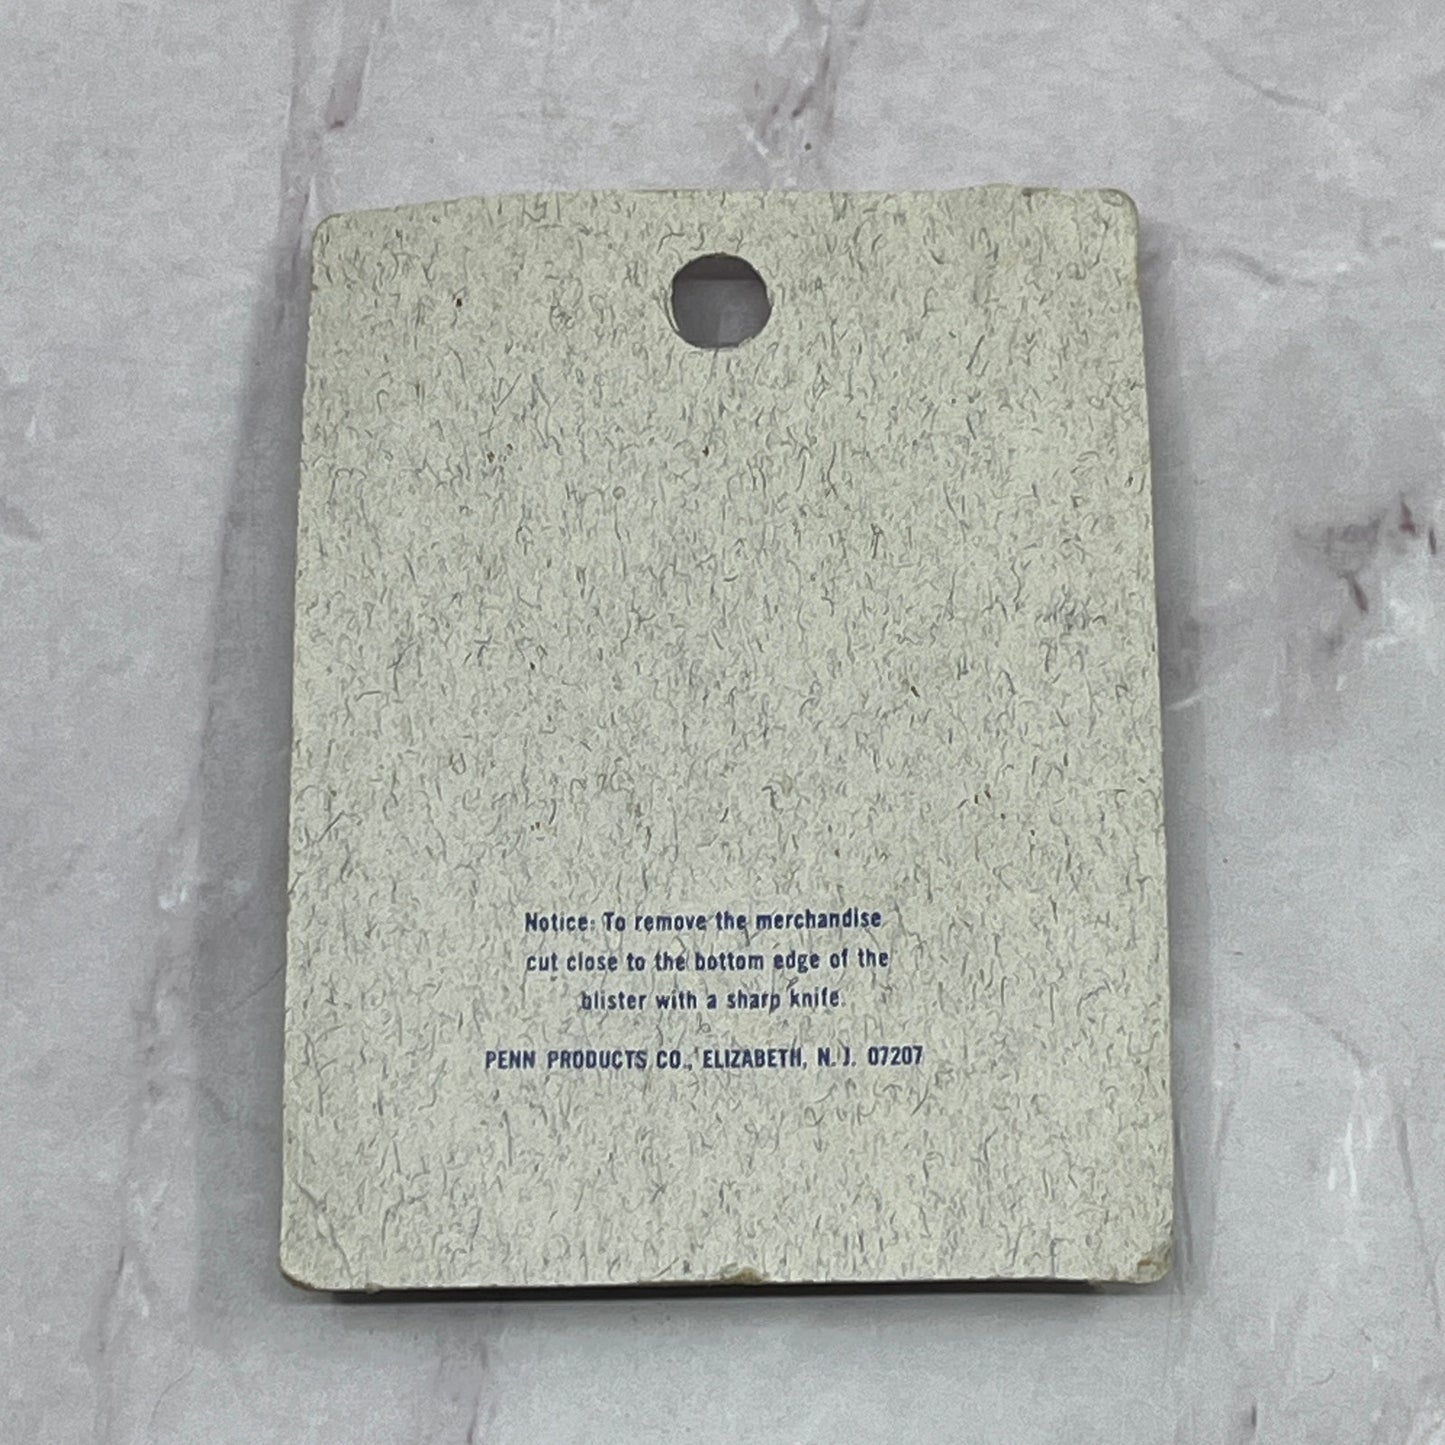 Notice: To remove the merchandise
cut close to the bottom edge of the
blister with a sharp knife.
PENN PRODUCTS CO., ELIZABETH, N. J. 07207